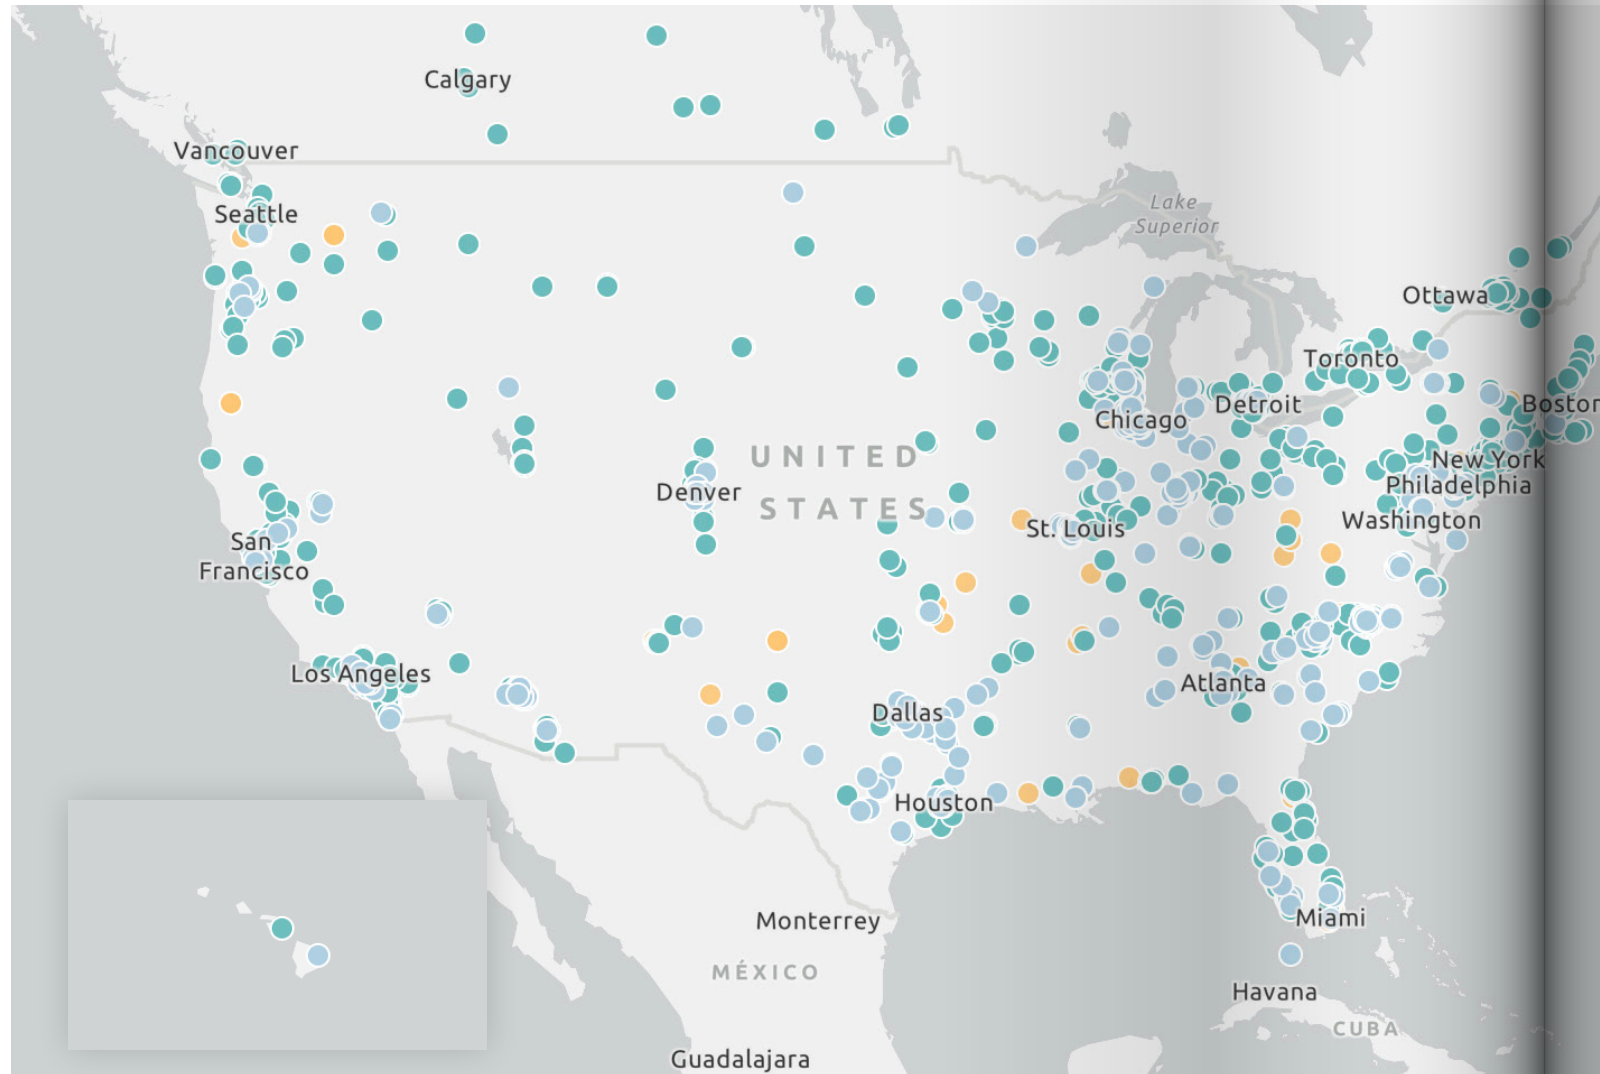 Calgary
Vancouver
Seattle
Lake
Superior
Ottawa
Toronto
Detroit
Boston
Chicago
UNITED
STATES
New York
Philadelphia
Denver
Washington
St. Louis
San
Francisco
Los Angeles
Atlanta
Dallas
Houston
Miami
Monterrey
MÉXICO
Havana
CUBA
Guadalajara